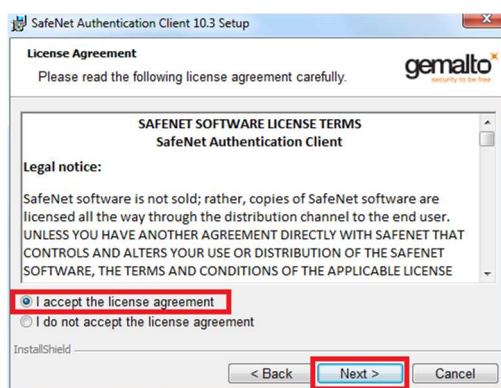 SafeNet Authentication Client 10.3 Setup
License Agreement
Please read the following license agreement carefully.
gemalto
security to be free
SAFENET SOFTWARE LICENSE TERMS
SafeNet Authentication Client
Legal notice:
SafeNet software is not sold; rather, copies of SafeNet software are
licensed all the way through the distribution channel to the end user.
UNLESS YOU HAVE ANOTHER AGREEMENT DIRECTLY WITH SAFENET THAT
CONTROLS AND ALTERS YOUR USE OR DISTRIBUTION OF THE SAFENET
SOFTWARE, THE TERMS AND CONDITIONS OF THE APPLICABLE LICENSE
I accept the license agreement
I do not accept the license agreement
InstallShield
< Back
Next >
Cancel